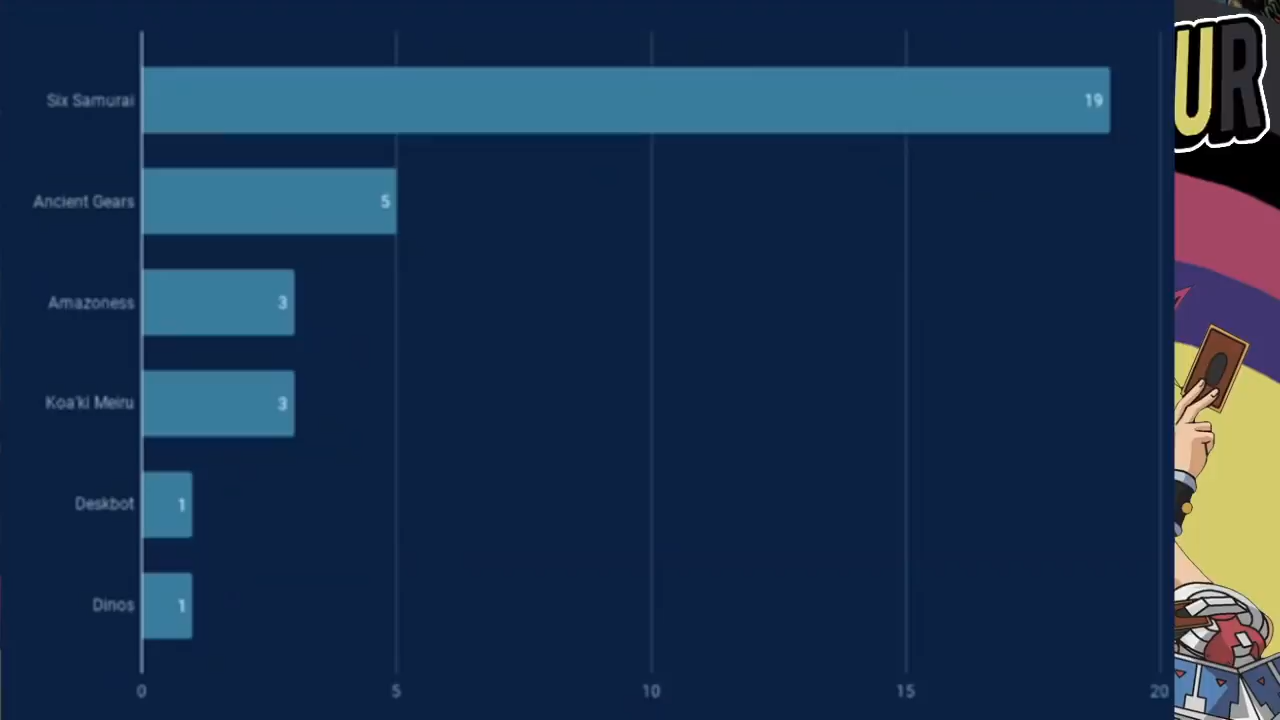 Six Samurai 19
Ancient Gears 5
Amazoness 3
Koa'ki Meiru 3
Deskbot 1
Dinos 1
0 5 10 15 20
UR